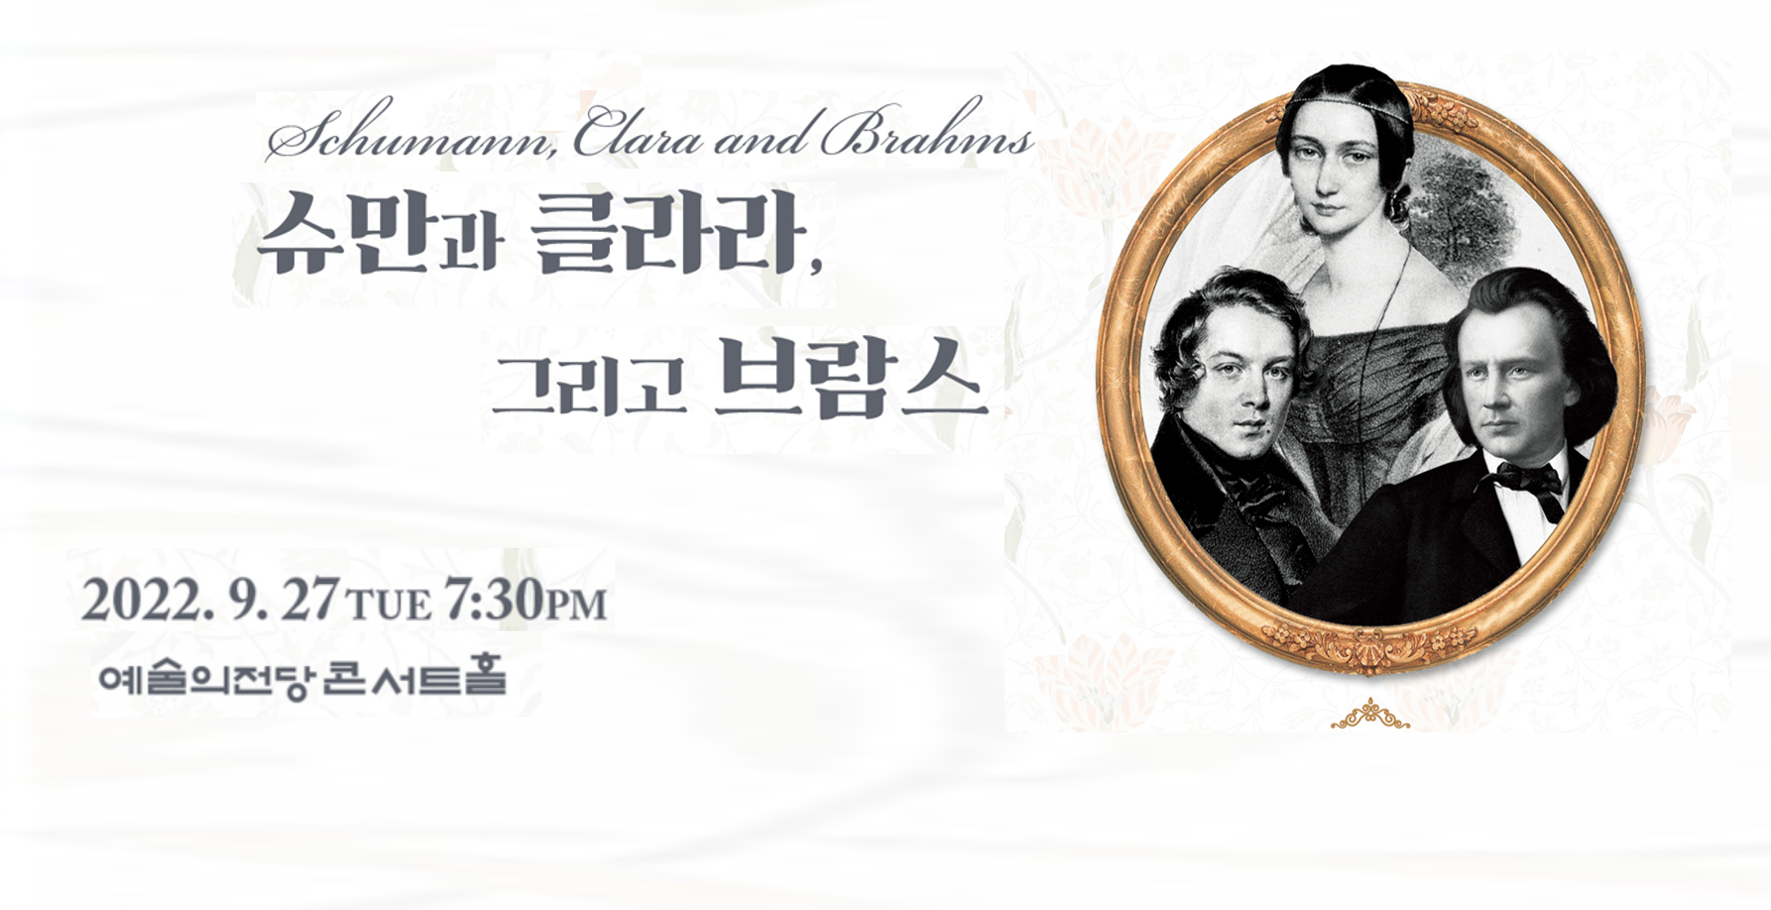 Schumann, Clara and Brahms
슈만과 클라라,
그리고 브람스
2022. 9. 27 TUE 7:30PM
예술의전당 콘서트홀